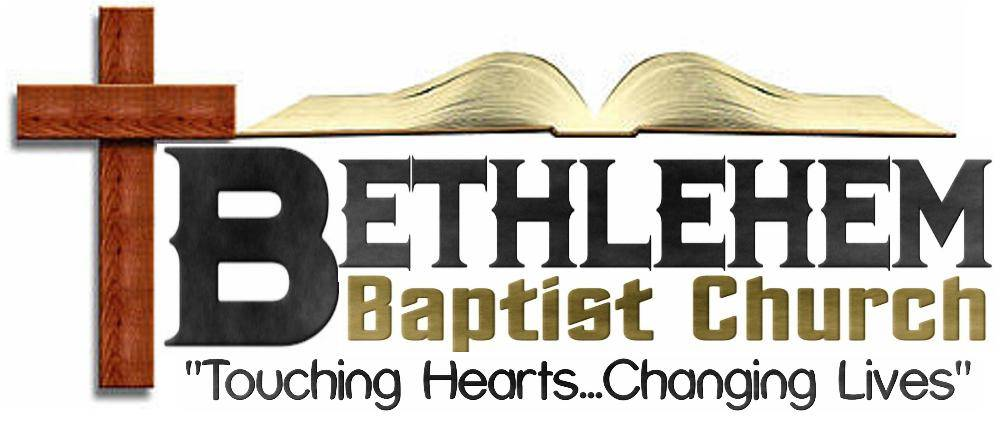 BETHLEHEM
Baptist Church
"Touching Hearts...Changing Lives"